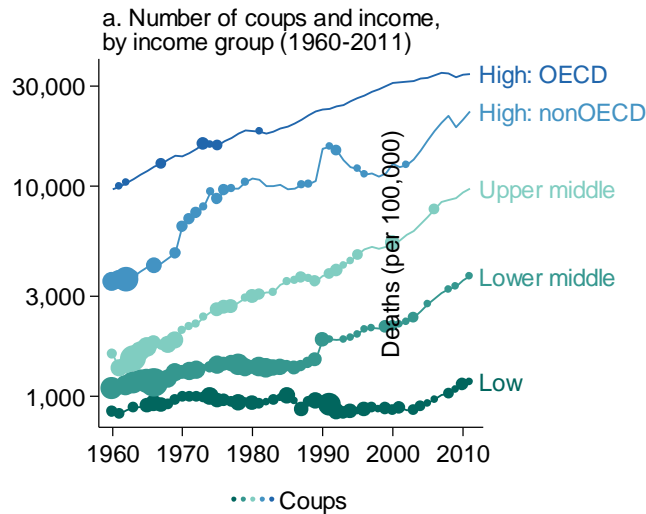 a. Number of coups and income,
by income group (1960-2011)
30,000
10,000
3,000
1,000
High: OECD
High: nonOECD
Upper middle
Lower middle
Low
Deaths (per 100,000)
1960 1970 1980 1990 2000 2010
Coups